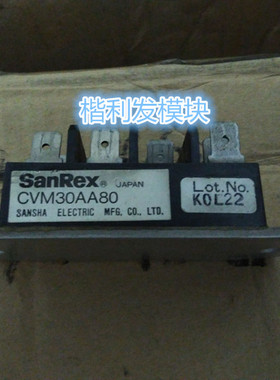 楷利发模块
SanRex® JAPAN
CVM30AA80
SANSHA ELECTRIC MFG, CO., LTD.
Lot.No.
K0L22